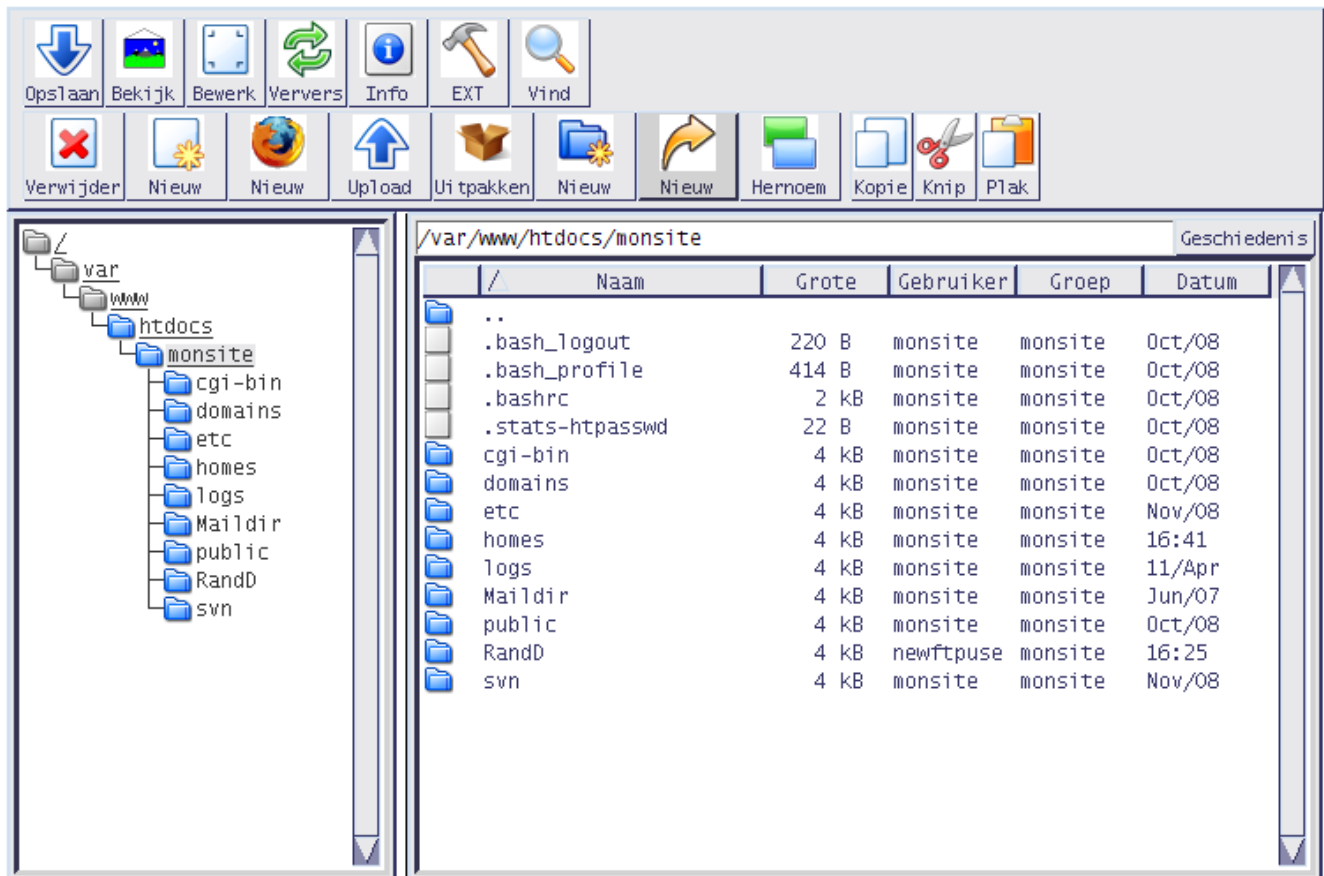 Opslaan Bekijk Bewerk Ververs Info EXT Vind
Verwijder Nieuw Nieuw Upload Uitpakken Nieuw Nieuw Hernoem Kopie Knip Plak
/
var
www
htdocs
monsite
cgi-bin
domains
etc
homes
logs
Maildir
public
RandD
svn
/var/www/htdocs/monsite Geschiedenis
Naam Grote Gebruiker Groep Datum
..
.bash_logout 220 B monsite monsite Oct/08
.bash_profile 414 B monsite monsite Oct/08
.bashrc 2 kB monsite monsite Oct/08
.stats-htpasswd 22 B monsite monsite Oct/08
cgi-bin 4 kB monsite monsite Oct/08
domains 4 kB monsite monsite Oct/08
etc 4 kB monsite monsite Nov/08
homes 4 kB monsite monsite 16:41
logs 4 kB monsite monsite 11/Apr
Maildir 4 kB monsite monsite Jun/07
public 4 kB monsite monsite Oct/08
RandD 4 kB newftpuse monsite 16:25
svn 4 kB monsite monsite Nov/08